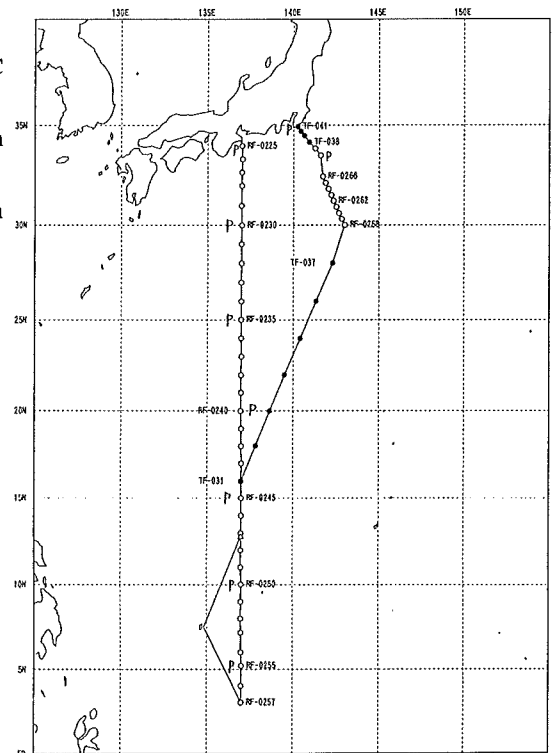 130E 135E 140E 145E 150E
35N
P TF-041
P RF-0225
TF-038
P
RF-0266
RF-0262
30N P RF-0230 RF-0258
TF-037
25N P RF-0235
20N RF-0240 P
TF-031
15N P RF-0245
10N P RF-0250
5N P RF-0255
RF-0257